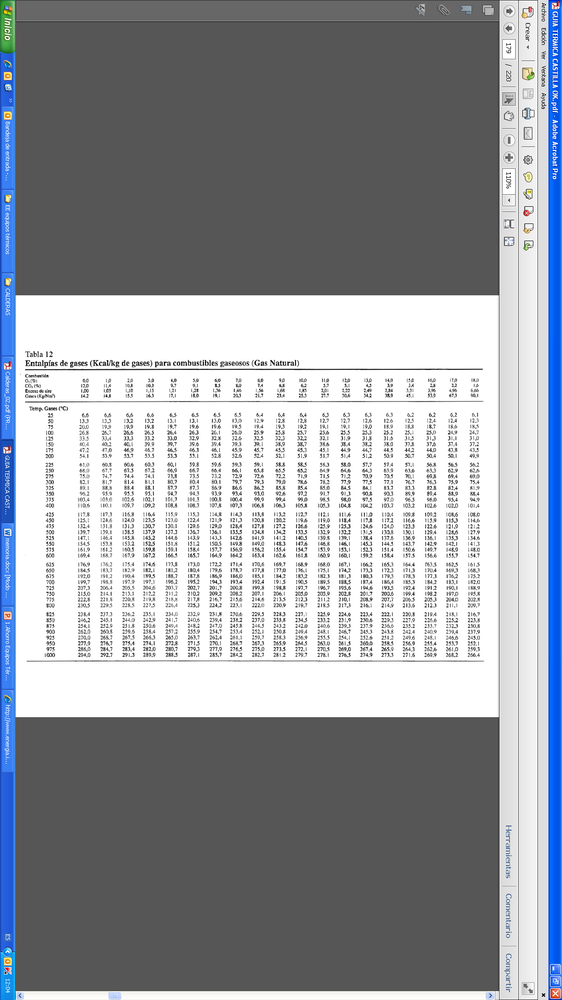 GUIA TERMICA CASTILLA OK.pdf - Adobe Acrobat Pro
Archivo Edición Ver Ventana Ayuda
Crear
179 / 220 110% Herramientas Comentario Compartir
Tabla 12
Entalpías de gases (Kcal/kg de gases) para combustibles gaseosos (Gas Natural)
Combustión
O₂ (%) 0,0 1,0 2,0 3,0 4,0 5,0 6,0 7,0 8,0 9,0 10,0 11,0 12,0 13,0 14,0 15,0 16,0 17,0 18,0
CO₂ (%) 12,0 11,4 10,8 10,3 9,7 9,1 8,5 8,0 7,4 6,8 6,2 5,7 5,1 4,5 3,9 3,4 2,8 2,2 1,6
Exceso de aire 1,00 1,05 1,10 1,15 1,21 1,28 1,36 1,46 1,56 1,68 1,83 2,01 2,22 2,49 2,84 3,31 3,96 4,96 6,66
Gases (Kg/Nm³) 14,2 14,8 15,5 16,3 17,1 18,0 19,1 20,3 21,7 23,4 25,3 27,7 30,6 34,2 38,9 45,1 53,9 67,3 90,1
Temp. Gases (°C)
25 6,6 6,6 6,6 6,6 6,5 6,5 6,5 6,5 6,4 6,4 6,4 6,3 6,3 6,3 6,3 6,2 6,2 6,2 6,1
50 13,3 13,3 13,2 13,2 13,1 13,1 13,0 13,0 12,9 12,8 12,8 12,7 12,7 12,6 12,6 12,5 12,4 12,4 12,3
75 20,0 19,9 19,9 19,8 19,7 19,6 19,6 19,5 19,4 19,3 19,2 19,1 19,1 19,0 18,9 18,8 18,7 18,6 18,5
100 26,8 26,7 26,6 26,5 26,4 26,3 26,1 26,0 25,9 25,8 25,7 25,6 25,5 25,3 25,2 25,1 25,0 24,9 24,7
125 33,5 33,4 33,3 33,2 33,0 32,9 32,8 32,6 32,5 32,3 32,2 32,1 31,9 31,8 31,6 31,5 31,3 31,1 31,0
150 40,4 40,2 40,1 39,9 39,7 39,6 39,4 39,3 39,1 38,9 38,7 38,6 38,4 38,2 38,0 37,8 37,6 37,4 37,2
175 47,2 47,0 46,9 46,7 46,5 46,3 46,1 45,9 45,7 45,5 45,3 45,1 44,9 44,7 44,5 44,2 44,0 43,8 43,5
200 54,1 53,9 53,7 53,5 53,3 53,1 52,8 52,6 52,4 52,1 51,9 51,7 51,4 51,2 50,9 50,7 50,4 50,1 49,9
225 61,0 60,8 60,6 60,3 60,1 59,8 59,6 59,3 59,1 58,8 58,5 58,3 58,0 57,7 57,4 57,1 56,8 56,5 56,2
250 68,0 67,7 67,5 67,2 66,9 66,7 66,4 66,1 65,8 65,5 65,2 64,9 64,6 64,3 63,9 63,6 63,3 62,9 62,6
275 75,0 74,7 74,4 74,1 73,8 73,5 73,2 72,9 72,6 72,2 71,9 71,5 71,2 70,9 70,5 70,1 69,8 69,4 69,0
300 82,1 81,7 81,4 81,1 80,7 80,4 80,1 79,7 79,3 79,0 78,6 78,2 77,9 77,5 77,1 76,7 76,3 75,9 75,4
325 89,1 88,8 88,4 88,1 87,7 87,3 86,9 86,6 86,2 85,8 85,4 85,0 84,5 84,1 83,7 83,3 82,8 82,4 81,9
350 96,2 95,9 95,5 95,1 94,7 94,3 93,9 93,4 93,0 92,6 97,2 91,7 91,3 90,8 90,3 89,9 89,4 88,9 88,4
375 103,4 103,0 102,6 102,1 101,7 101,3 100,8 100,4 99,9 99,4 99,0 98,5 98,0 97,5 97,0 96,5 96,0 95,4 94,9
400 110,6 110,1 109,7 109,2 108,8 108,3 107,8 107,3 106,8 106,3 105,8 105,3 104,8 104,2 103,7 103,2 102,6 102,0 101,4
425 117,8 117,3 116,8 116,4 115,9 115,3 114,8 114,3 113,8 113,2 112,7 112,1 111,6 111,0 110,4 109,8 109,2 108,6 108,0
450 125,1 124,6 124,0 123,5 123,0 122,4 121,9 121,3 120,8 120,2 119,6 119,0 118,4 117,8 117,2 116,6 115,9 115,3 114,6
475 132,4 131,8 131,3 130,7 130,1 129,6 129,0 128,4 127,8 127,2 126,6 125,9 125,3 124,6 124,0 123,3 122,6 121,9 121,2
500 139,7 139,1 138,5 137,9 137,3 136,7 136,1 135,5 134,8 134,2 133,5 132,9 132,2 131,5 130,8 130,1 129,4 128,6 127,9
525 147,1 146,4 145,8 145,2 144,6 143,9 143,3 142,6 141,9 141,2 140,5 139,8 139,1 138,4 137,6 136,9 136,1 135,3 134,6
550 154,5 153,8 153,2 152,5 151,8 151,2 150,5 149,8 149,0 148,3 147,6 146,8 146,1 145,3 144,5 143,7 142,9 142,1 141,3
575 161,9 161,2 160,5 159,8 159,1 158,4 157,7 156,9 156,2 155,4 154,7 153,9 153,1 152,3 151,4 150,6 149,7 148,9 148,0
600 169,4 168,7 167,9 167,2 166,5 165,7 164,9 164,2 163,4 162,6 161,8 160,9 160,1 159,2 158,4 157,5 156,6 155,7 154,7
625 176,9 176,2 175,4 174,6 173,8 173,0 172,2 171,4 170,6 169,7 168,9 168,0 167,1 166,2 165,3 164,4 163,5 162,5 161,5
650 184,5 183,7 182,9 182,1 181,2 180,4 179,6 178,7 177,8 177,0 176,1 175,1 174,2 173,3 172,3 171,3 170,4 169,3 168,3
675 192,0 191,2 190,4 189,5 188,7 187,8 186,9 186,0 185,1 184,2 183,2 182,3 181,3 180,3 179,3 178,3 177,3 176,2 175,2
700 199,7 198,8 197,9 197,1 196,2 195,2 194,3 193,4 192,4 191,5 190,5 189,5 188,5 187,4 186,4 185,3 184,2 183,1 182,0
725 207,3 206,4 205,5 204,6 203,7 202,7 201,7 200,8 199,8 198,8 197,7 196,7 195,6 194,6 193,5 192,4 191,2 190,1 188,9
750 215,0 214,1 213,1 212,2 211,2 210,2 209,2 208,2 207,1 206,1 205,0 203,9 202,8 201,7 200,6 199,4 198,2 197,0 195,8
775 222,8 221,8 220,8 219,8 218,8 217,8 216,7 215,6 214,6 213,5 212,3 211,2 210,1 208,9 207,7 206,5 205,3 204,0 202,8
800 230,5 229,5 228,5 227,5 226,4 225,3 224,2 223,1 222,0 220,9 219,7 218,5 217,3 216,1 214,9 213,6 212,3 211,1 209,7
825 238,4 237,3 236,2 235,1 234,0 232,9 231,8 230,6 229,5 228,3 227,1 225,9 224,6 223,4 222,1 220,8 219,4 218,1 216,7
850 246,2 245,1 244,0 242,9 241,7 240,6 239,4 238,2 237,0 235,8 234,5 233,2 231,9 230,6 229,3 227,9 226,6 225,2 223,8
875 254,1 252,9 251,8 250,6 249,4 248,2 247,0 245,8 244,5 243,2 242,0 240,6 239,3 237,9 236,6 235,2 233,7 232,3 230,8
900 262,0 260,8 259,6 258,4 257,2 255,9 254,7 253,4 252,1 250,8 249,4 248,1 246,7 245,3 243,8 242,4 240,9 239,4 237,9
925 270,0 268,7 267,5 266,3 265,0 263,7 262,4 261,1 259,7 258,3 256,9 255,5 254,1 252,6 251,2 249,6 248,1 246,6 245,0
950 277,9 276,7 275,4 274,1 272,8 271,5 270,1 268,7 267,3 265,9 264,5 263,0 261,5 260,0 258,5 256,9 255,4 253,7 252,1
975 286,0 284,7 283,4 282,0 280,7 279,3 277,9 276,5 275,0 273,5 272,1 270,5 269,0 267,4 265,9 264,3 262,6 261,0 259,3
1000 294,0 292,7 291,3 289,9 288,5 287,1 285,7 284,2 282,7 281,2 279,7 278,1 276,5 274,9 273,3 271,6 269,9 268,2 266,4
Inicio
Bandeja de entrada -...
EE equipos térmicos
CALDERAS
Calderas_02.pdf (PR...
GUIA TERMICA CAST...
memoria.docx [Modo ...
1.Ahorro Equipos Tér...
http://www.energia.i...
ES
12:04